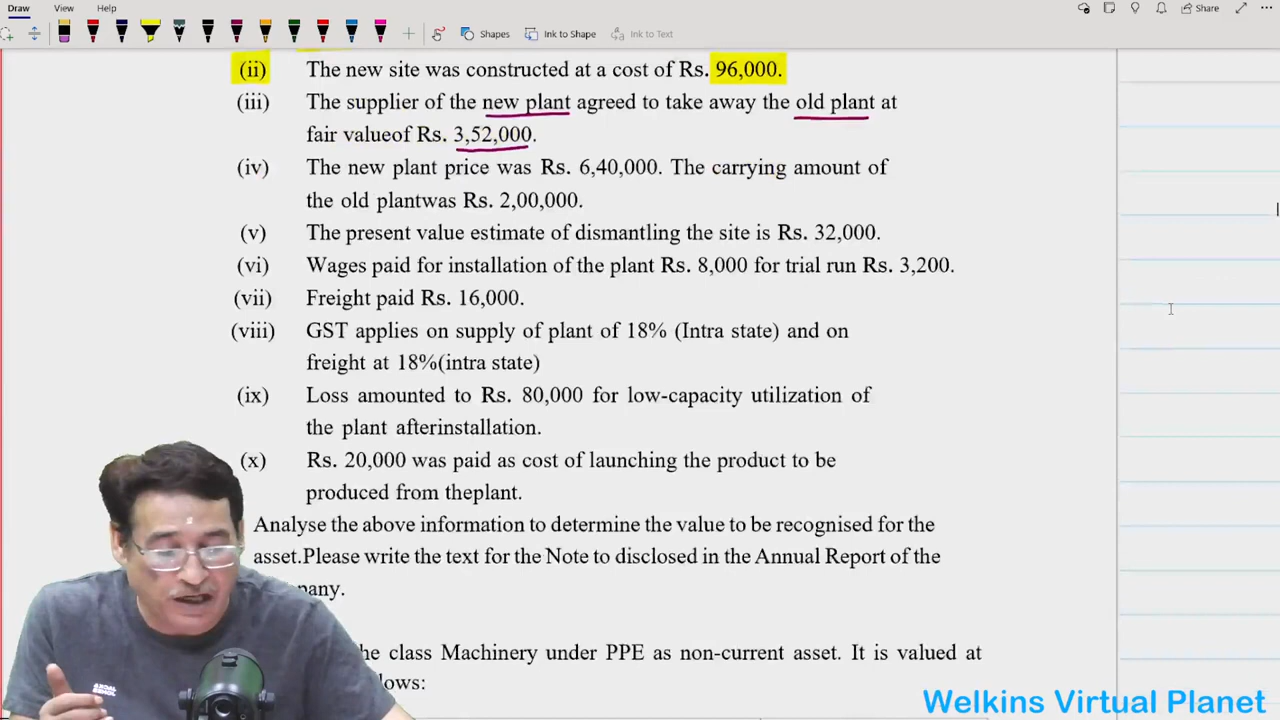 Draw View Help
Share
Shapes Ink to Shape Ink to Text
(ii) The new site was constructed at a cost of Rs. 96,000.
(iii) The supplier of the new plant agreed to take away the old plant at
fair valueof Rs. 3,52,000.
(iv) The new plant price was Rs. 6,40,000. The carrying amount of
the old plantwas Rs. 2,00,000.
(v) The present value estimate of dismantling the site is Rs. 32,000.
(vi) Wages paid for installation of the plant Rs. 8,000 for trial run Rs. 3,200.
(vii) Freight paid Rs. 16,000.
(viii) GST applies on supply of plant of 18% (Intra state) and on
freight at 18%(intra state)
(ix) Loss amounted to Rs. 80,000 for low-capacity utilization of
the plant afterinstallation.
(x) Rs. 20,000 was paid as cost of launching the product to be
produced from theplant.
Analyse the above information to determine the value to be recognised for the
asset.Please write the text for the Note to disclosed in the Annual Report of the
pany.
he class Machinery under PPE as non-current asset. It is valued at
lows:
Welkins Virtual Planet